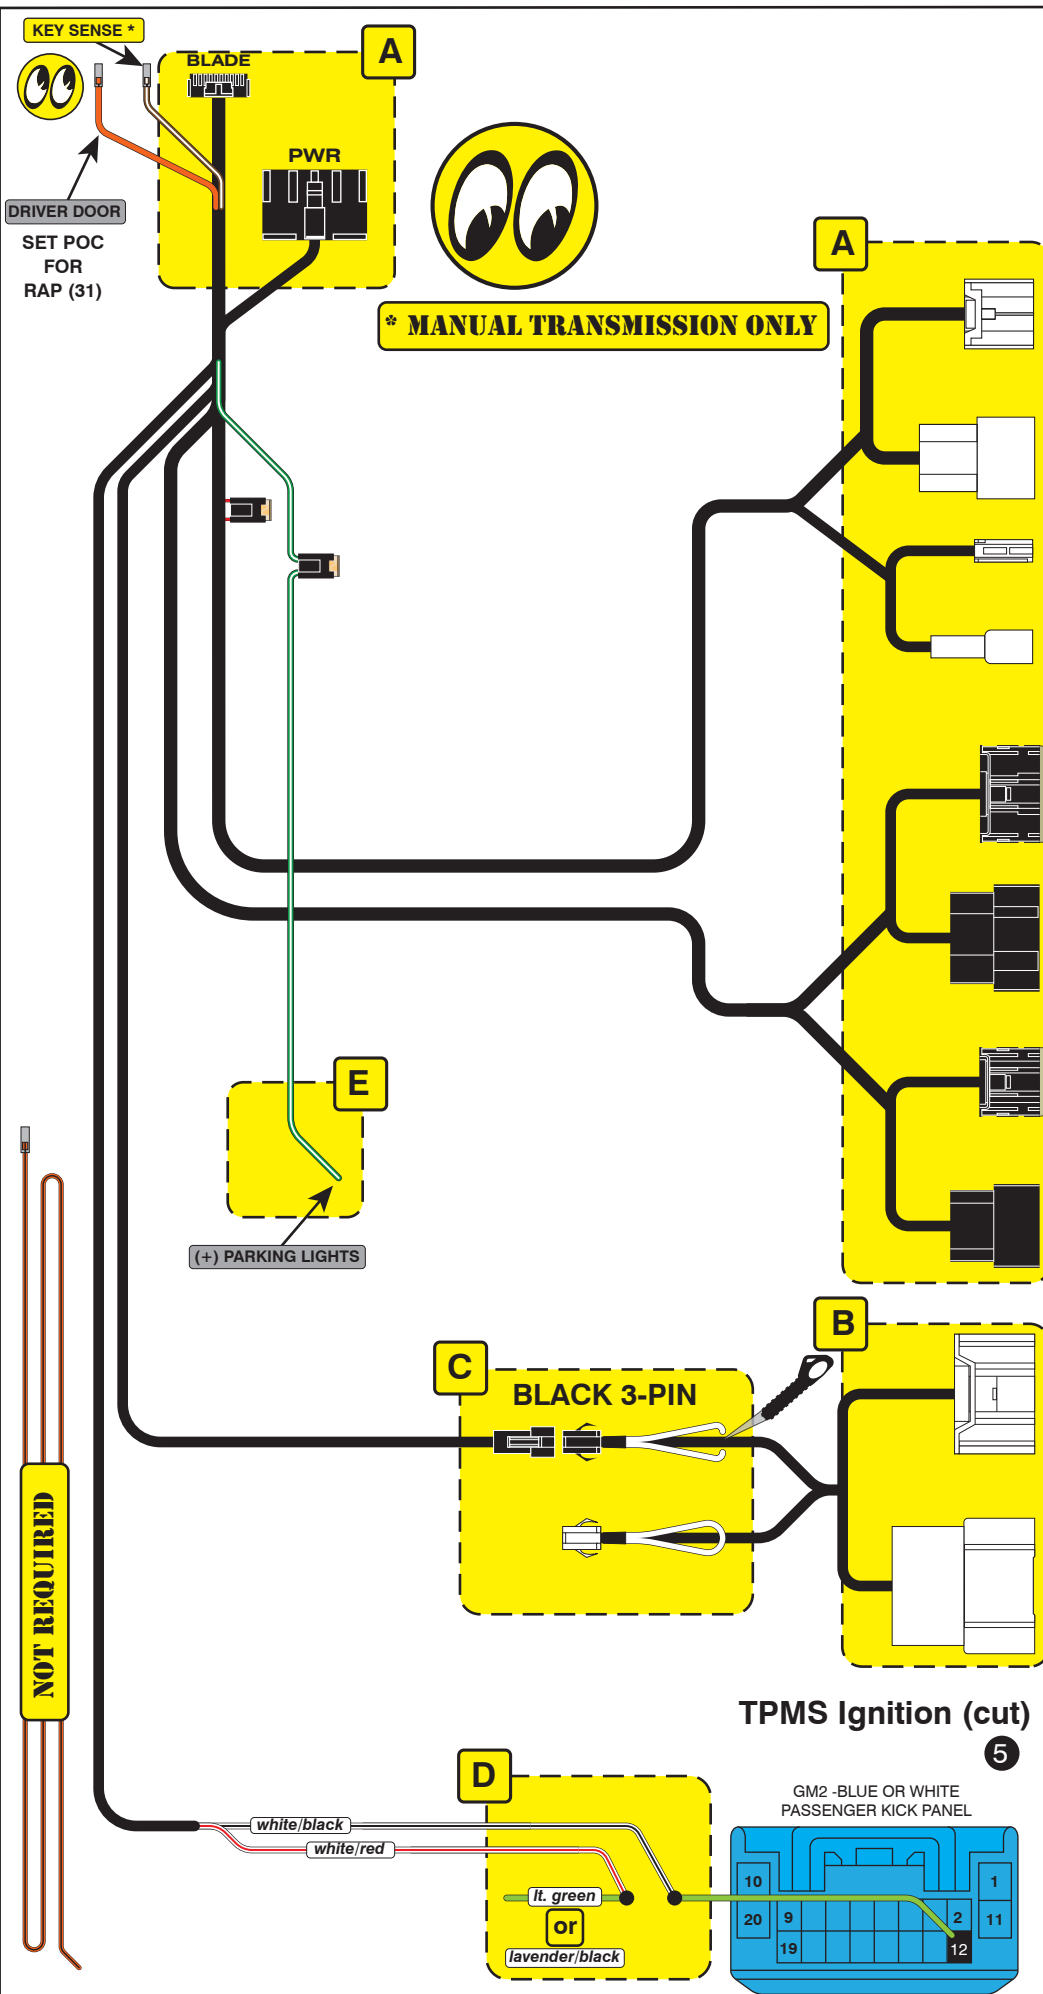 KEY SENSE *
A
BLADE
PWR
DRIVER DOOR
SET POC
FOR
RAP (31)
A
* MANUAL TRANSMISSION ONLY
E
(+) PARKING LIGHTS
B
C
BLACK 3-PIN
NOT REQUIRED
TPMS Ignition (cut)
5
D
GM2 -BLUE OR WHITE
PASSENGER KICK PANEL
white/black
white/red
lt. green
or
lavender/black
10 1
20 9 2 11
19 12